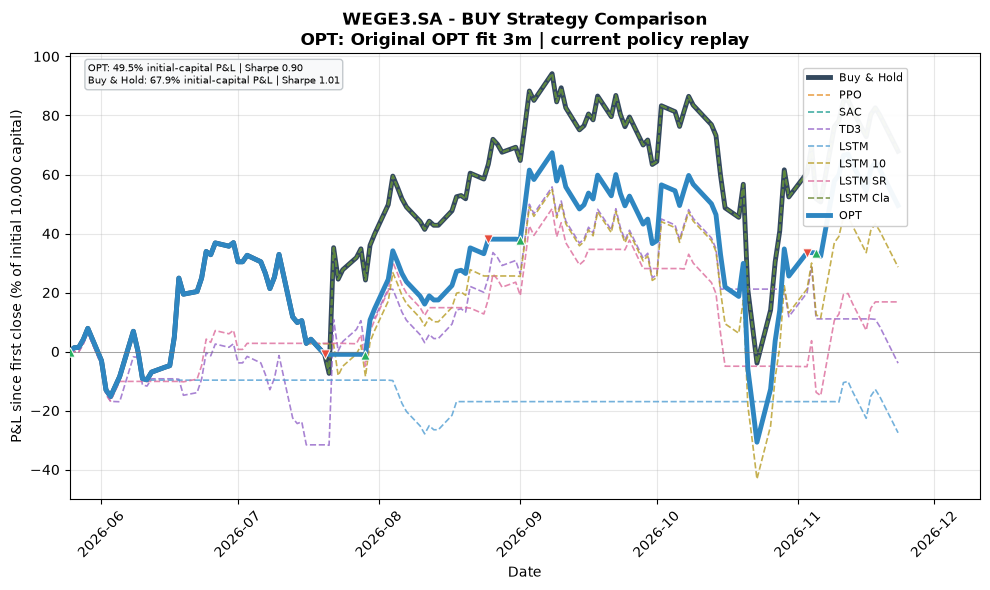 WEGE3.SA - BUY Strategy Comparison
OPT: Original OPT fit 3m | current policy replay
OPT: 49.5% initial-capital P&L | Sharpe 0.90
Buy & Hold: 67.9% initial-capital P&L | Sharpe 1.01
Buy & Hold
PPO
SAC
TD3
LSTM
LSTM 10
LSTM SR
LSTM Cla
OPT
P&L since first close (% of initial 10,000 capital)
100
80
60
40
20
0
−20
−40
2026-06
2026-07
2026-08
2026-09
2026-10
2026-11
2026-12
Date